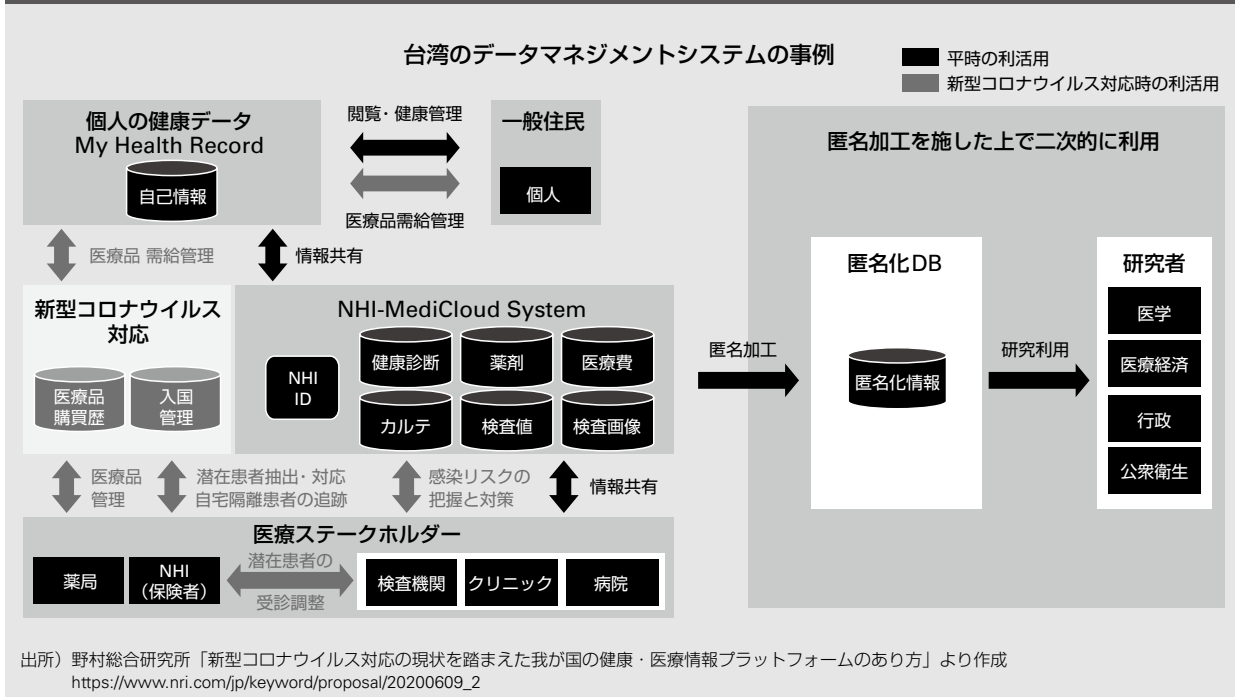 台湾のデータマネジメントシステムの事例
平時の利活用
新型コロナウイルス対応時の利活用
個人の健康データ
My Health Record
自己情報
閲覧・健康管理
医療品需給管理
一般住民
個人
医療品 需給管理
情報共有
新型コロナウイルス
対応
医療品
購買歴
入国
管理
NHI-MediCloud System
NHI
ID
健康診断
薬剤
医療費
カルテ
検査値
検査画像
匿名加工
匿名加工を施した上で二次的に利用
匿名化DB
匿名化情報
研究利用
研究者
医学
医療経済
行政
公衆衛生
医療品
管理
潜在患者抽出・対応
自宅隔離患者の追跡
感染リスクの
把握と対策
情報共有
医療ステークホルダー
薬局
NHI
（保険者）
潜在患者の
受診調整
検査機関
クリニック
病院
出所）野村総合研究所「新型コロナウイルス対応の現状を踏まえた我が国の健康・医療情報プラットフォームのあり方」より作成
https://www.nri.com/jp/keyword/proposal/20200609_2